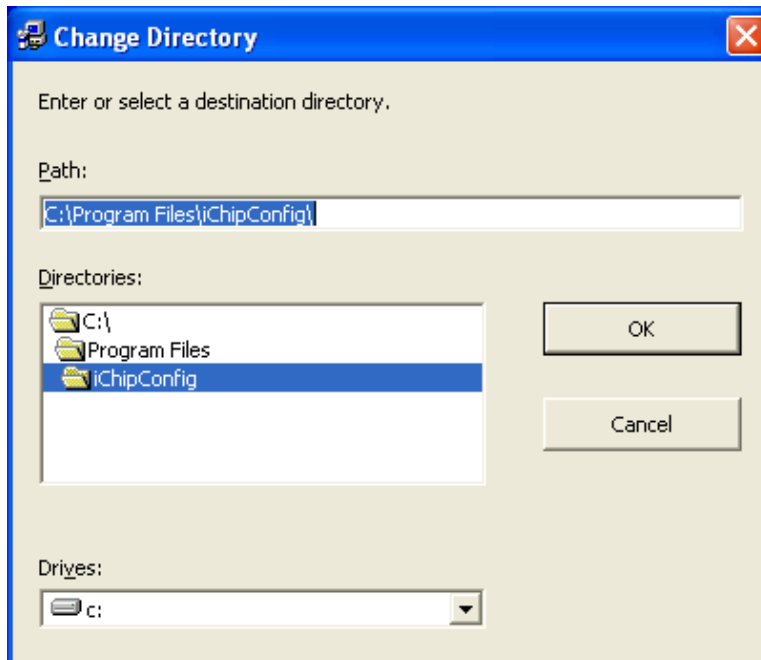 Change Directory
Enter or select a destination directory.
Path:
C:\Program Files\iChipConfig\
Directories:
C:\
Program Files
iChipConfig
OK
Cancel
Drives:
c: